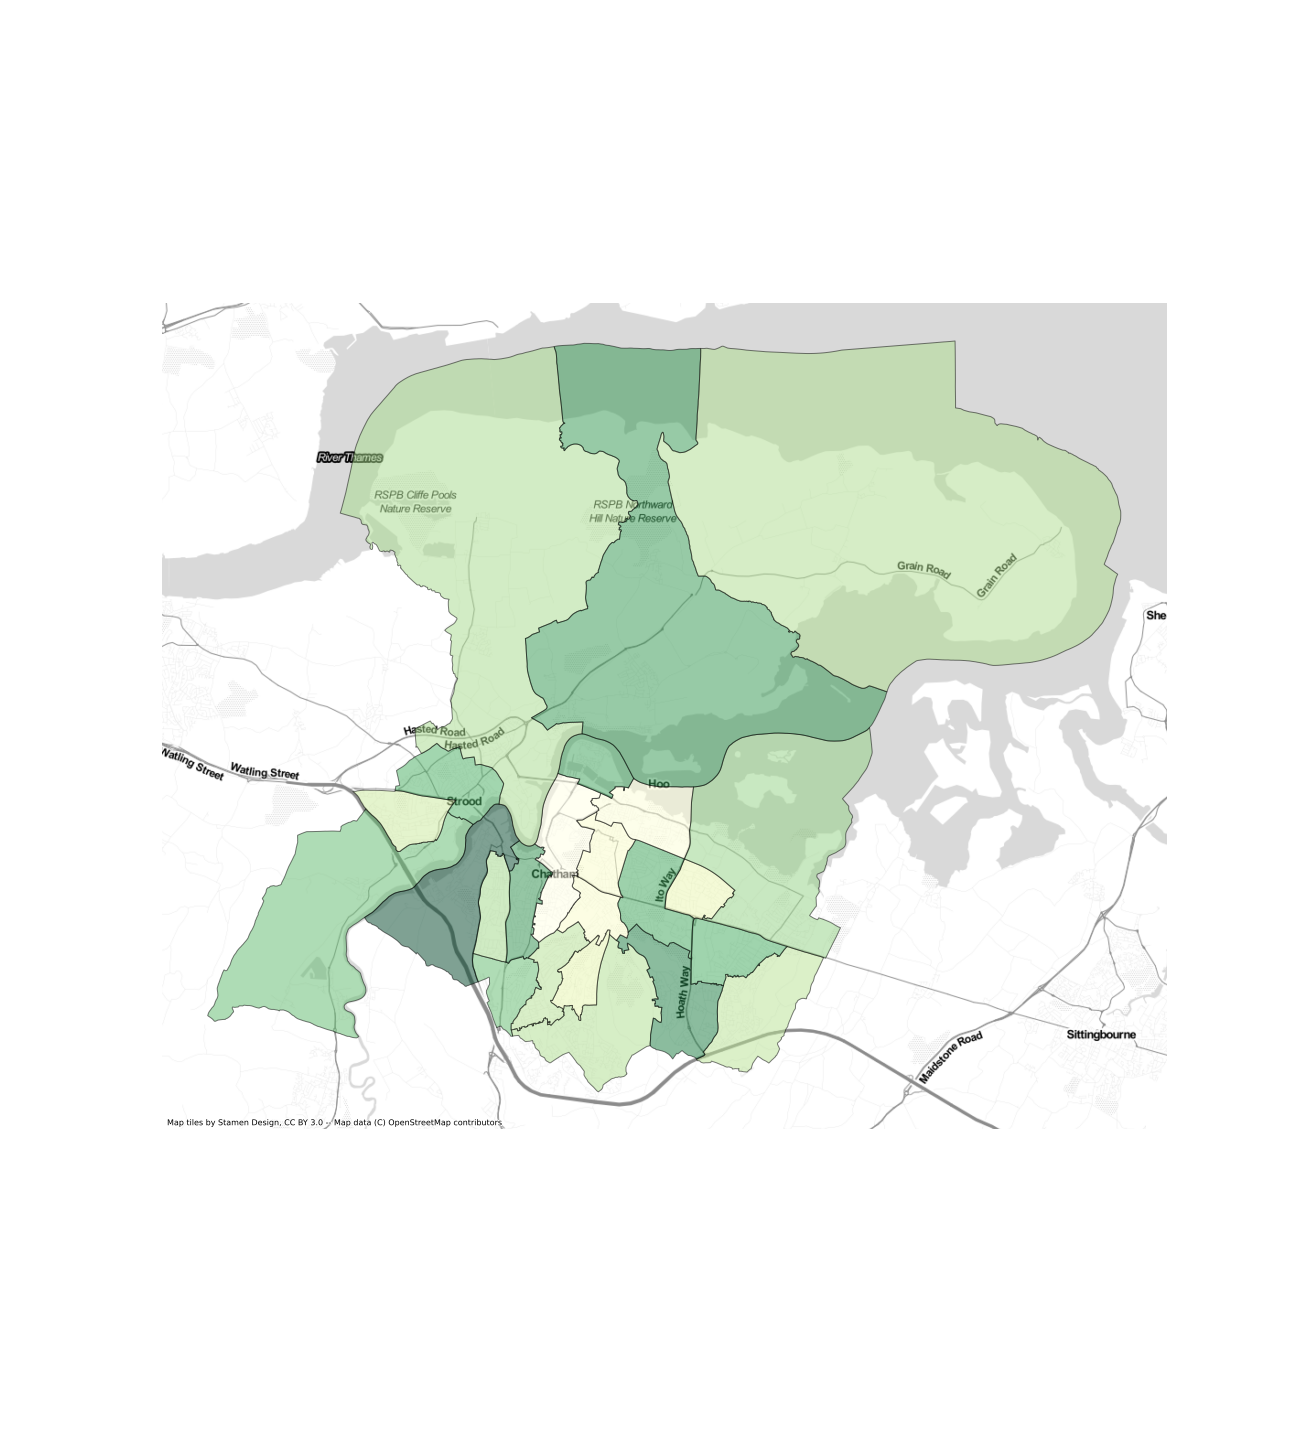 River Thames
RSPB Cliffe Pools
Nature Reserve
RSPB Northward
Hill Nature Reserve
Grain Road
Grain Road
She
Hasted Road
Hasted Road
Watling Street
Watling Street
Strood
Hoo
Chatham
Ito Way
Hoath Way
Sittingbourne
Maidstone Road
Map tiles by Stamen Design, CC BY 3.0 -- Map data (C) OpenStreetMap contributors